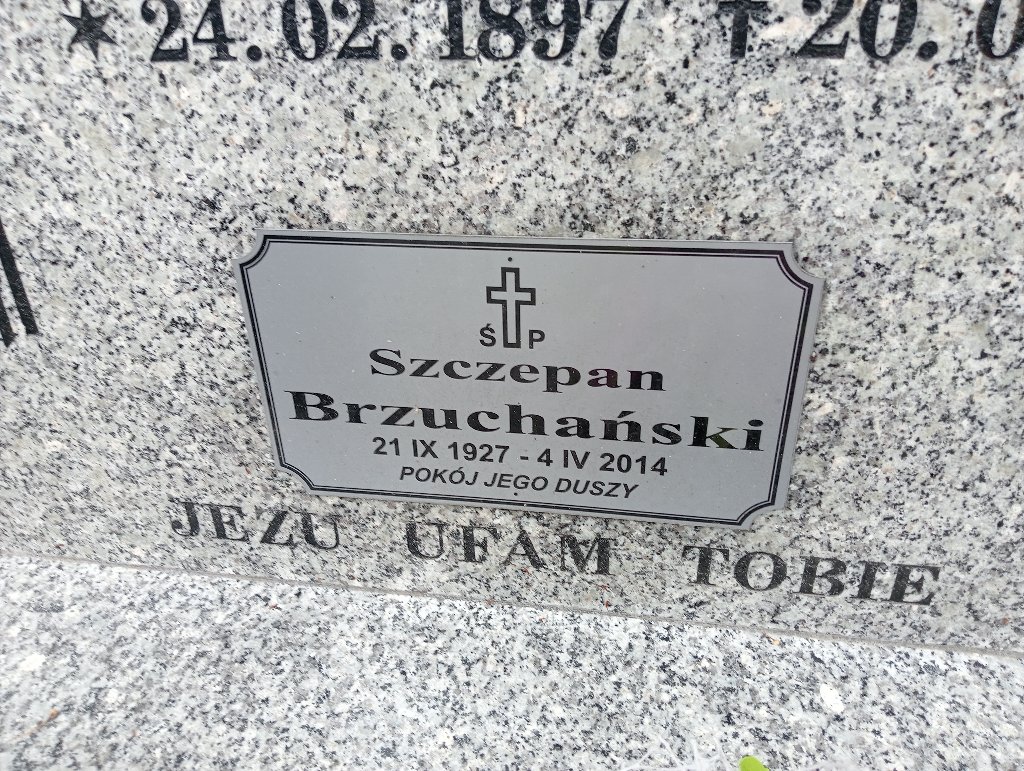 ★ 24.02.1897 † 20.0
Ś P
Szczepan
Brzuchański
21 IX 1927 - 4 IV 2014
POKÓJ JEGO DUSZY
JEZU UFAM TOBIE